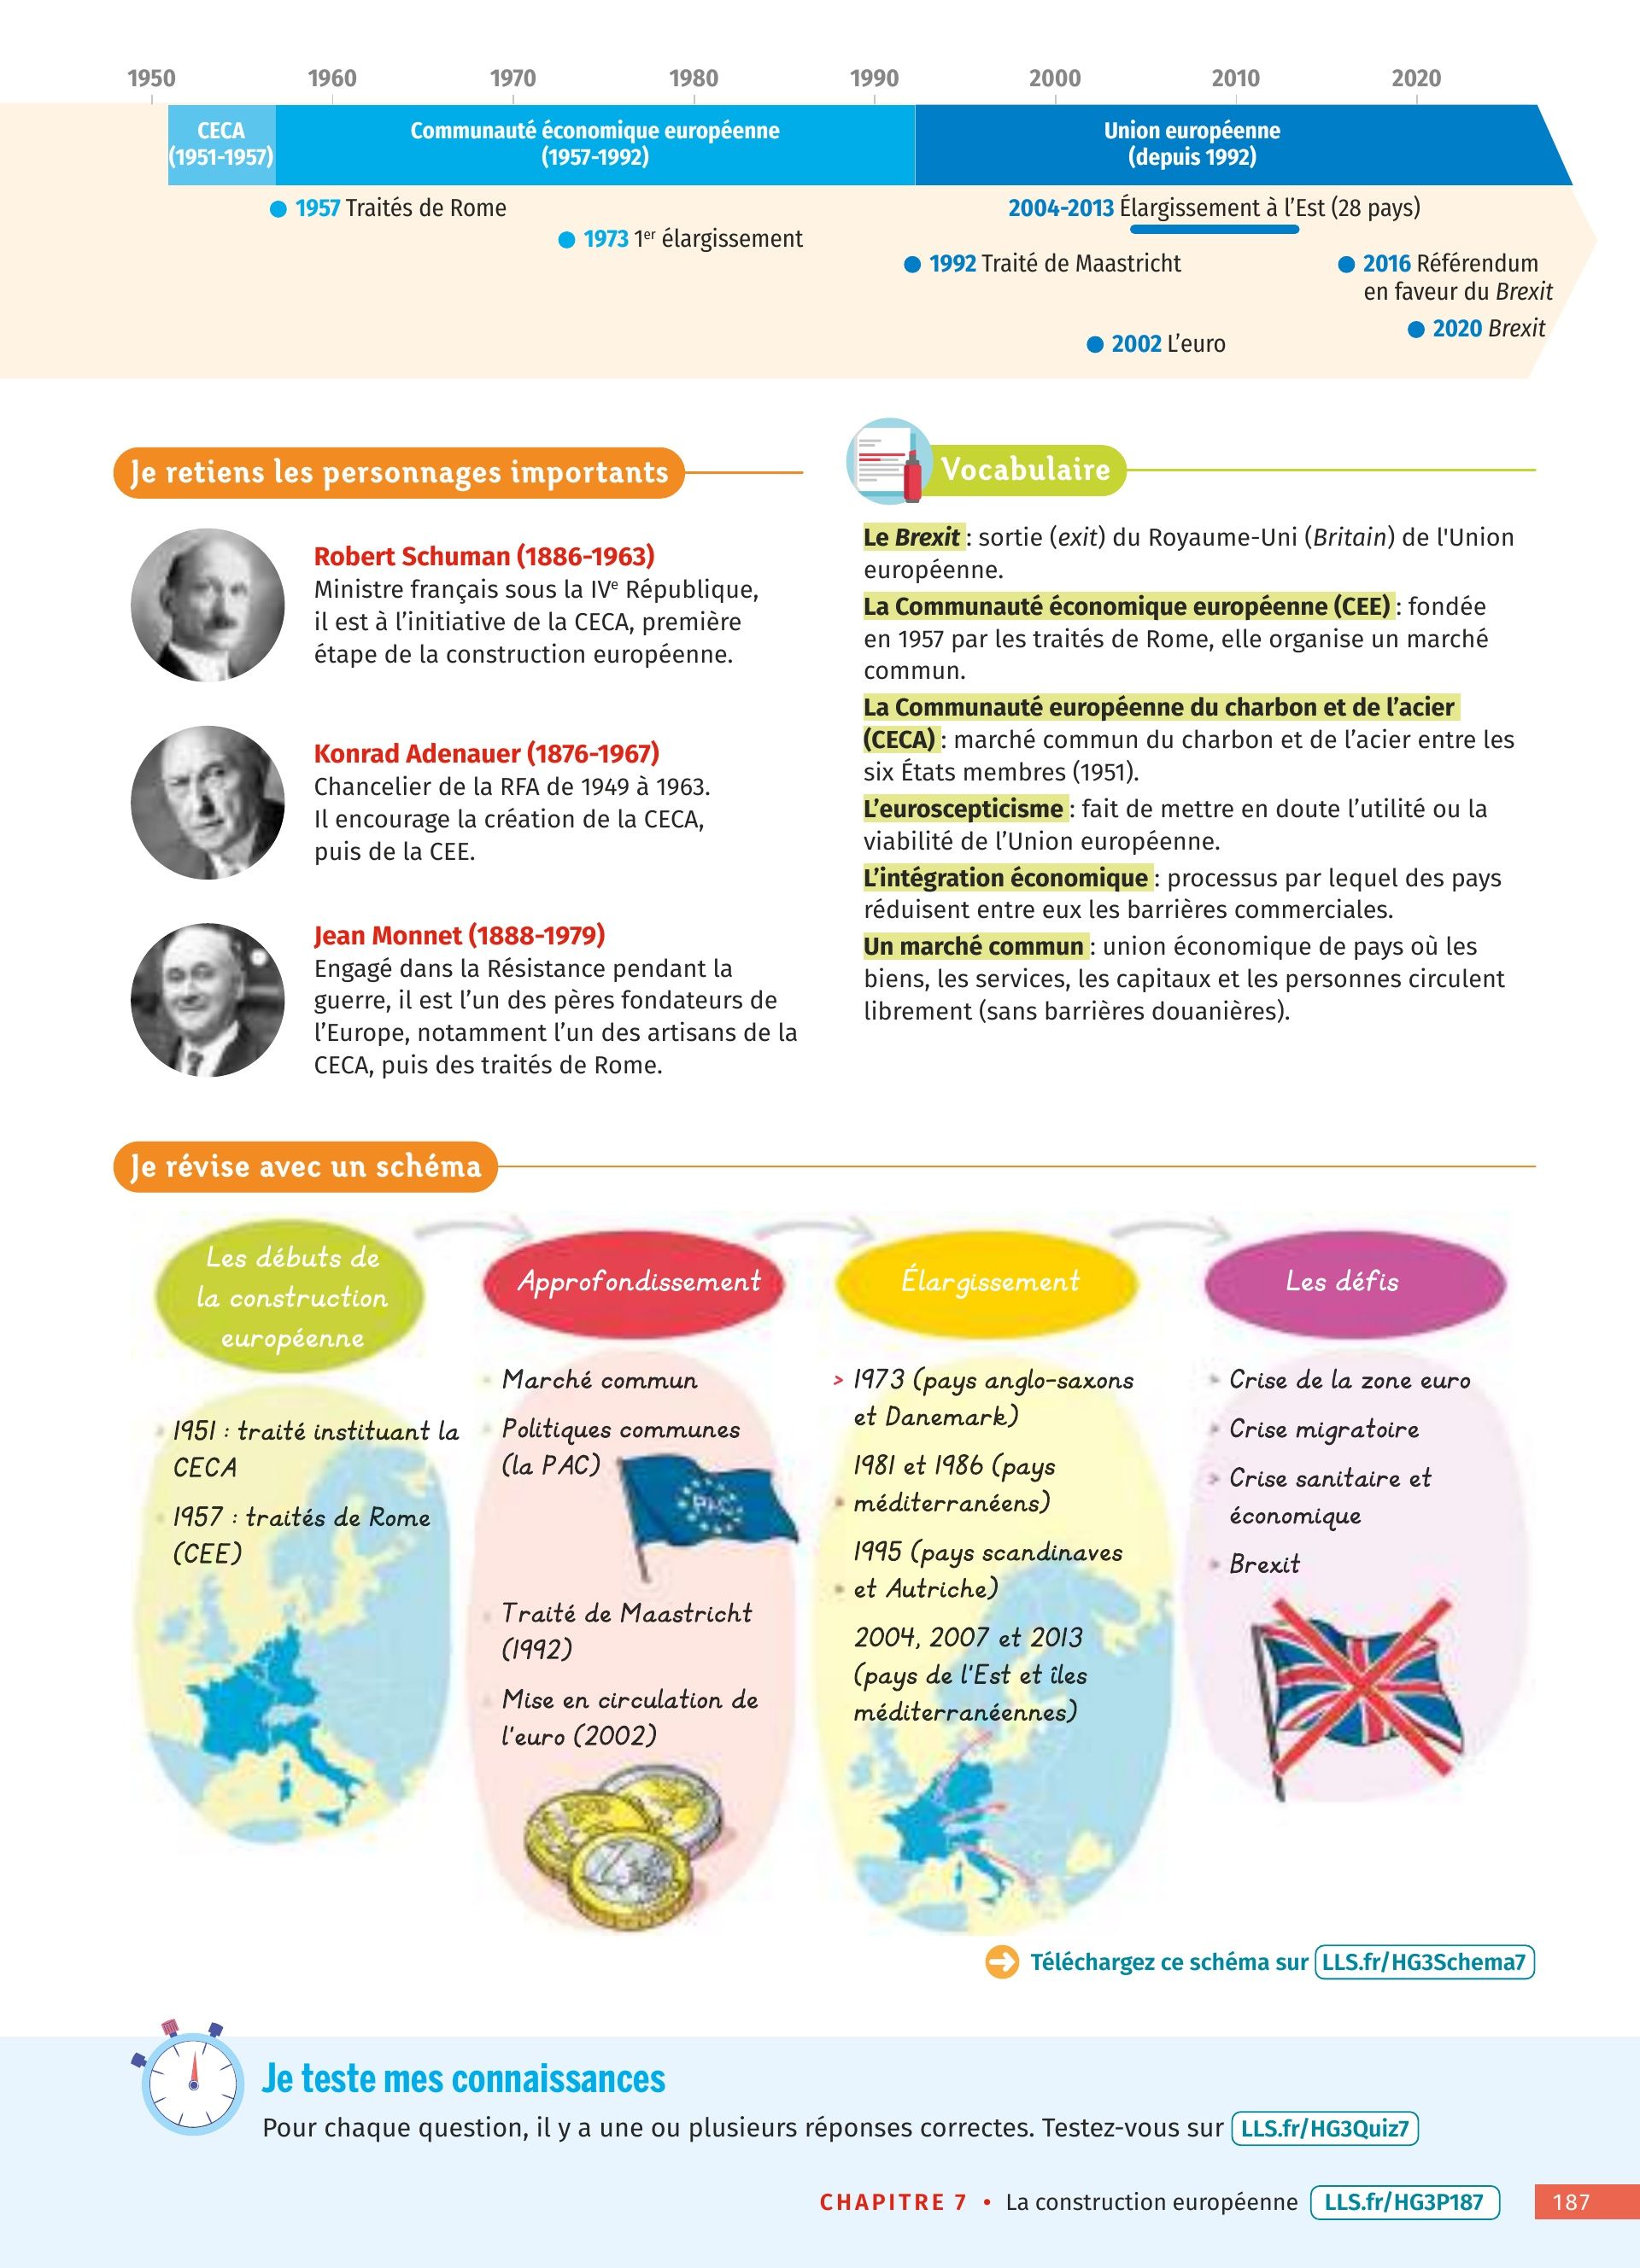 1950 1960 1970 1980 1990 2000 2010 2020
CECA
(1951-1957)
Communauté économique européenne
(1957-1992)
Union européenne
(depuis 1992)
1957 Traités de Rome
2004-2013 Élargissement à l’Est (28 pays)
1973 1er élargissement
1992 Traité de Maastricht
2016 Référendum
en faveur du Brexit
2020 Brexit
2002 L’euro
Je retiens les personnages importants
Robert Schuman (1886-1963)
Ministre français sous la IVe République,
il est à l’initiative de la CECA, première
étape de la construction européenne.
Konrad Adenauer (1876-1967)
Chancelier de la RFA de 1949 à 1963.
Il encourage la création de la CECA,
puis de la CEE.
Jean Monnet (1888-1979)
Engagé dans la Résistance pendant la
guerre, il est l’un des pères fondateurs de
l’Europe, notamment l’un des artisans de la
CECA, puis des traités de Rome.
Vocabulaire
Le Brexit : sortie (exit) du Royaume-Uni (Britain) de l'Union
européenne.
La Communauté économique européenne (CEE) : fondée
en 1957 par les traités de Rome, elle organise un marché
commun.
La Communauté européenne du charbon et de l’acier
(CECA) : marché commun du charbon et de l’acier entre les
six États membres (1951).
L’euroscepticisme : fait de mettre en doute l’utilité ou la
viabilité de l’Union européenne.
L’intégration économique : processus par lequel des pays
réduisent entre eux les barrières commerciales.
Un marché commun : union économique de pays où les
biens, les services, les capitaux et les personnes circulent
librement (sans barrières douanières).
Je révise avec un schéma
Les débuts de
la construction
européenne
1951 : traité instituant la
CECA
1957 : traités de Rome
(CEE)
Approfondissement
Marché commun
Politiques communes
(la PAC)
PAC
Traité de Maastricht
(1992)
Mise en circulation de
l’euro (2002)
Élargissement
> 1973 (pays anglo-saxons
et Danemark)
1981 et 1986 (pays
méditerranéens)
1995 (pays scandinaves
et Autriche)
2004, 2007 et 2013
(pays de l’Est et îles
méditerranéennes)
Les défis
Crise de la zone euro
Crise migratoire
Crise sanitaire et
économique
Brexit
Téléchargez ce schéma sur LLS.fr/HG3Schema7
Je teste mes connaissances
Pour chaque question, il y a une ou plusieurs réponses correctes. Testez-vous sur LLS.fr/HG3Quiz7
CHAPITRE 7 • La construction européenne LLS.fr/HG3P187 187